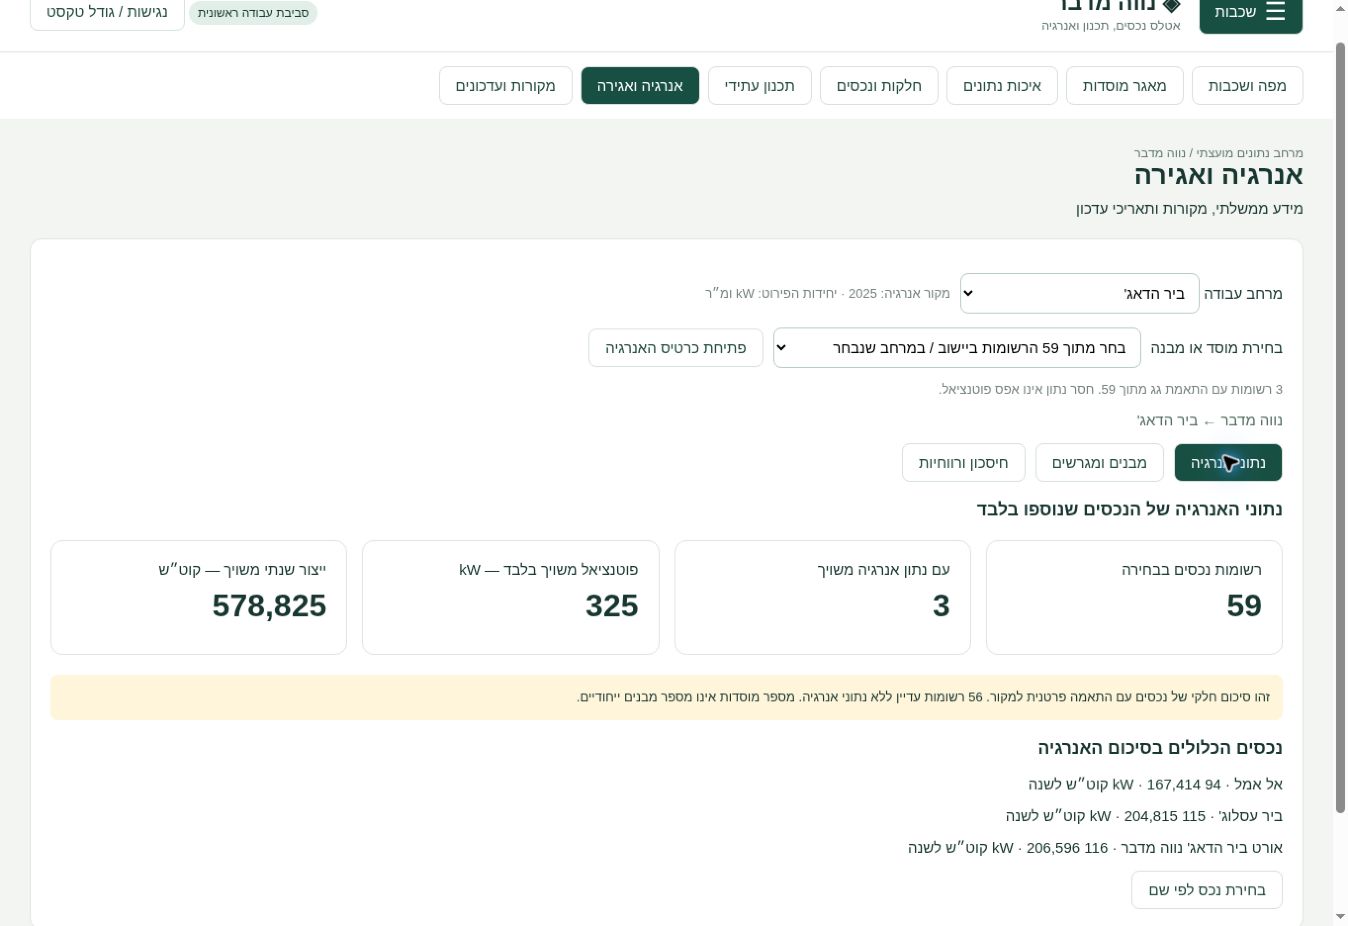 ☰ שכבות
◈ נווה מדבר
אטלס נכסים, תכנון ואנרגיה
סביבת עבודה ראשונית
נגישות / גודל טקסט
מפה ושכבות
מאגר מוסדות
איכות נתונים
חלקות ונכסים
תכנון עתידי
אנרגיה ואגירה
מקורות ועדכונים
מרחב נתונים מועצתי / נווה מדבר
אנרגיה ואגירה
מידע ממשלתי, מקורות ותאריכי עדכון
מרחב עבודה
ביר הדאג'
מקור אנרגיה: 2025 · יחידות הפירוט: kW ומ״ר
בחירת מוסד או מבנה
בחר מתוך 59 הרשומות ביישוב / במרחב שנבחר
פתיחת כרטיס האנרגיה
3 רשומות עם התאמת גג מתוך 59. חסר נתון אינו אפס פוטנציאל.
נווה מדבר ← ביר הדאג'
נתוני אנרגיה
מבנים ומגרשים
חיסכון ורווחיות
נתוני האנרגיה של הנכסים שנוספו בלבד
רשומות נכסים בבחירה
59
עם נתון אנרגיה משויך
3
פוטנציאל משויך בלבד — kW
325
ייצור שנתי משויך — קוט״ש
578,825
זהו סיכום חלקי של נכסים עם התאמה פרטנית למקור. 56 רשומות עדיין ללא נתוני אנרגיה. מספר מוסדות אינו מספר מבנים ייחודיים.
נכסים הכלולים בסיכום האנרגיה
אל אמל · 94 kW · 167,414 קוט״ש לשנה
ביר עסלוג' · 115 kW · 204,815 קוט״ש לשנה
אורט ביר הדאג' נווה מדבר · 116 kW · 206,596 קוט״ש לשנה
בחירת נכס לפי שם